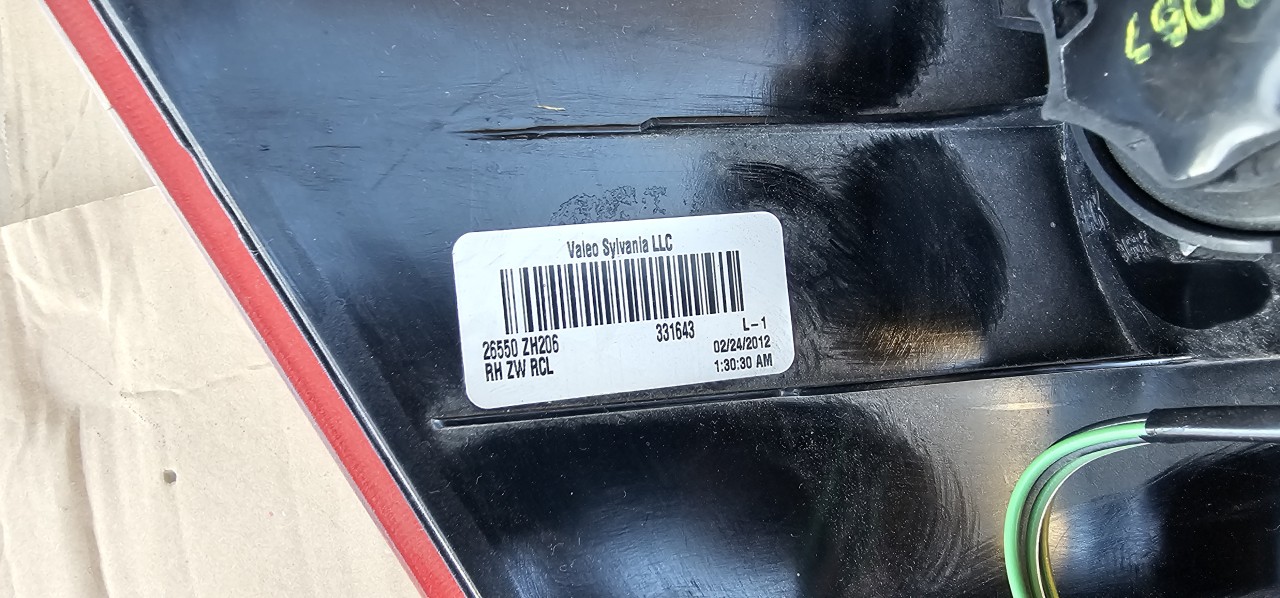 Valeo Sylvania LLC
26550 ZH206 331643 L-1
RH ZW RCL 02/24/2012
1:30:30 AM